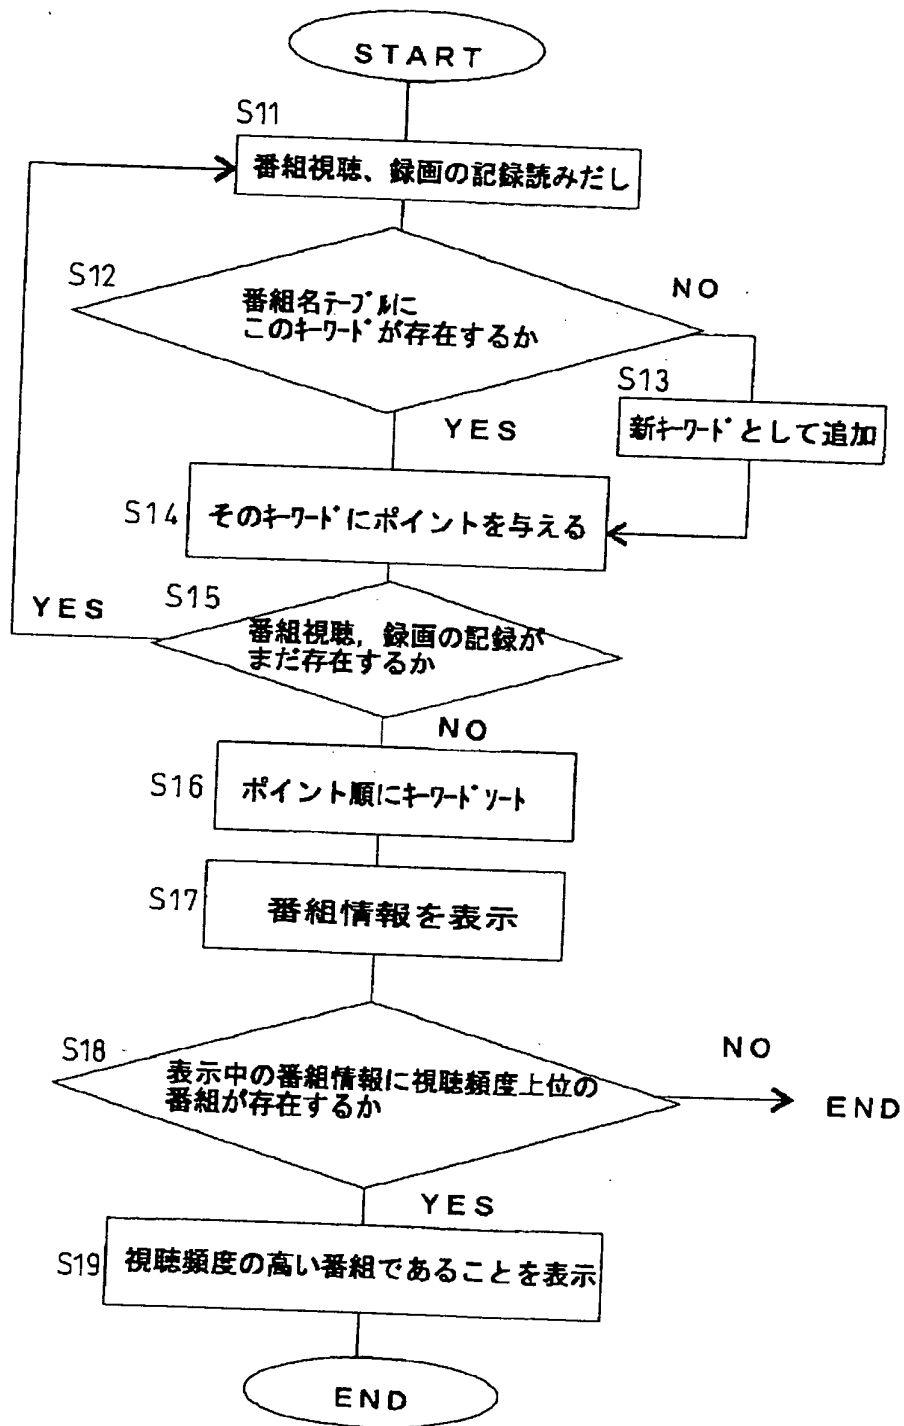 START
S11
番組視聴、録画の記録読みだし
S12
番組名ﾃｰﾌﾞﾙに
このｷｰﾜｰﾄﾞが存在するか
NO
S13
新ｷｰﾜｰﾄﾞとして追加
YES
S14
そのｷｰﾜｰﾄﾞにポイントを与える
S15
YES
番組視聴,録画の記録が
まだ存在するか
NO
S16
ポイント順にｷｰﾜｰﾄﾞｿｰﾄ
S17
番組情報を表示
S18
表示中の番組情報に視聴頻度上位の
番組が存在するか
NO
END
YES
S19
視聴頻度の高い番組であることを表示
END